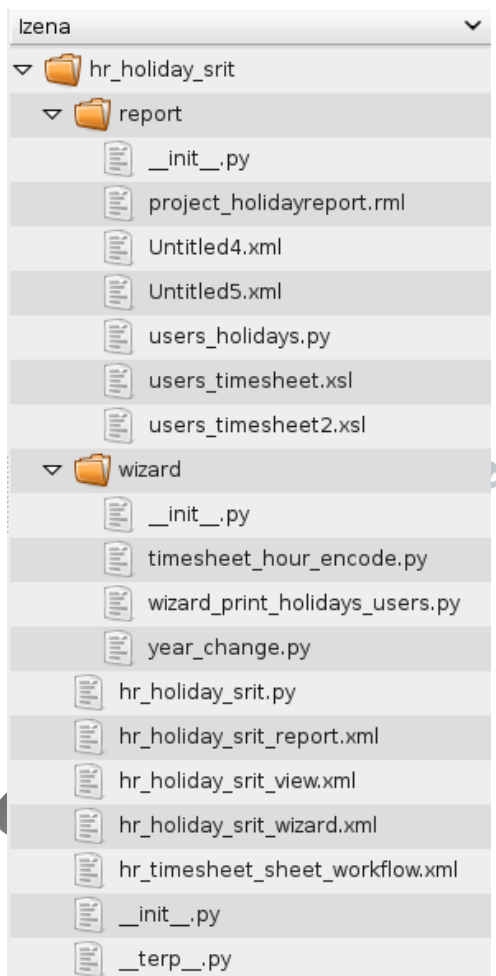 Izena
hr_holiday_srit
report
__init__.py
project_holidayreport.rml
Untitled4.xml
Untitled5.xml
users_holidays.py
users_timesheet.xsl
users_timesheet2.xsl
wizard
__init__.py
timesheet_hour_encode.py
wizard_print_holidays_users.py
year_change.py
hr_holiday_srit.py
hr_holiday_srit_report.xml
hr_holiday_srit_view.xml
hr_holiday_srit_wizard.xml
hr_timesheet_sheet_workflow.xml
__init__.py
__terp__.py